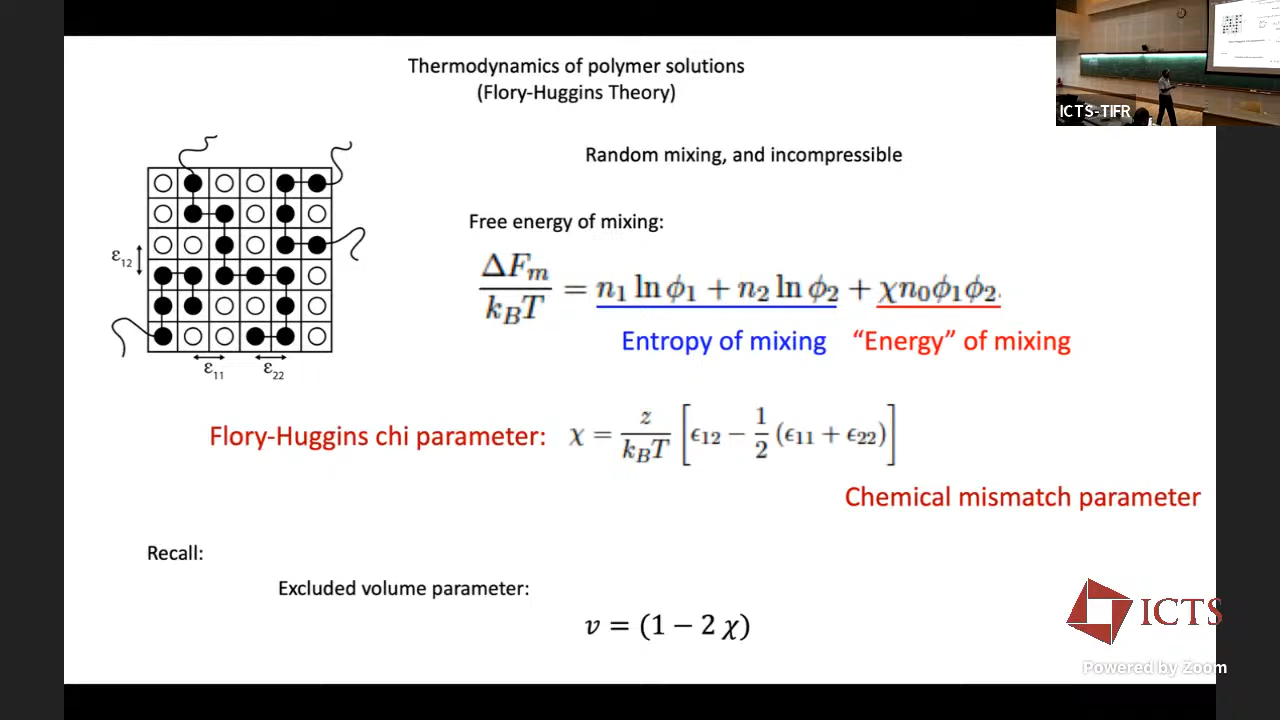 Thermodynamics of polymer solutions
(Flory-Huggins Theory)
ICTS-TIFR
Random mixing, and incompressible
Free energy of mixing:
ε12
ΔFm / kBT = n1 ln ϕ1 + n2 ln ϕ2 + χn0ϕ1ϕ2.
Entropy of mixing "Energy" of mixing
ε11 ε22
Flory-Huggins chi parameter: χ = z / kBT [ϵ12 − 1/2 (ϵ11 + ϵ22)]
Chemical mismatch parameter
Recall:
Excluded volume parameter:
v = (1 − 2 χ)
ICTS
Powered by Zoom